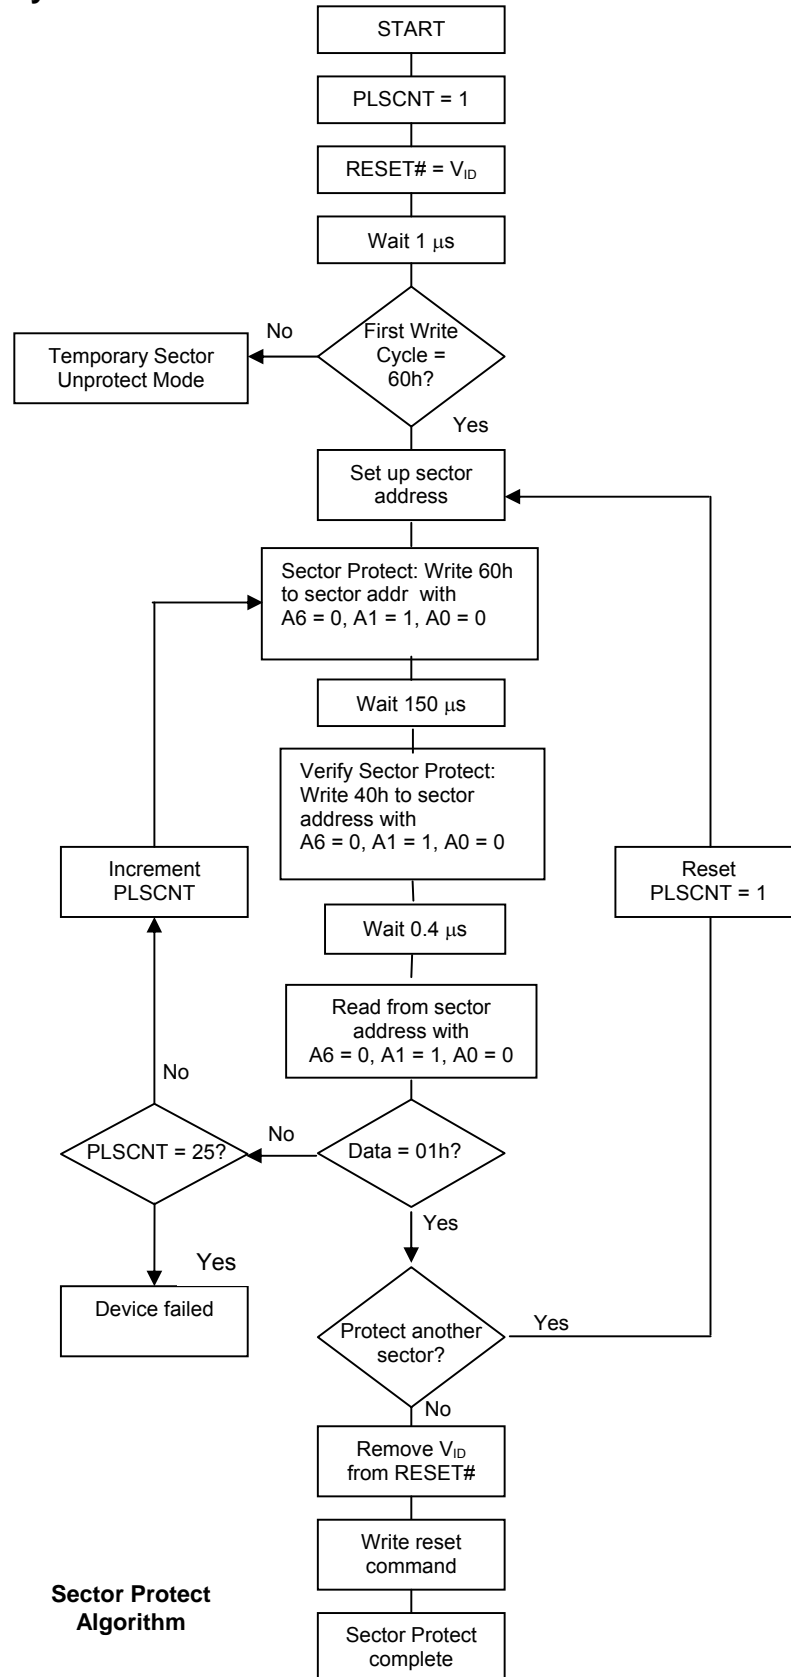 START
PLSCNT = 1
RESET# = VID
Wait 1 μs
First Write
Cycle =
60h?
No
Temporary Sector
Unprotect Mode
Yes
Set up sector
address
Sector Protect: Write 60h
to sector addr with
A6 = 0, A1 = 1, A0 = 0
Wait 150 μs
Verify Sector Protect:
Write 40h to sector
address with
A6 = 0, A1 = 1, A0 = 0
Increment
PLSCNT
Reset
PLSCNT = 1
Wait 0.4 μs
Read from sector
address with
A6 = 0, A1 = 1, A0 = 0
No
PLSCNT = 25?
No
Data = 01h?
Yes
Yes
Device failed
Protect another
sector?
Yes
No
Remove VID
from RESET#
Write reset
command
Sector Protect
Algorithm
Sector Protect
complete